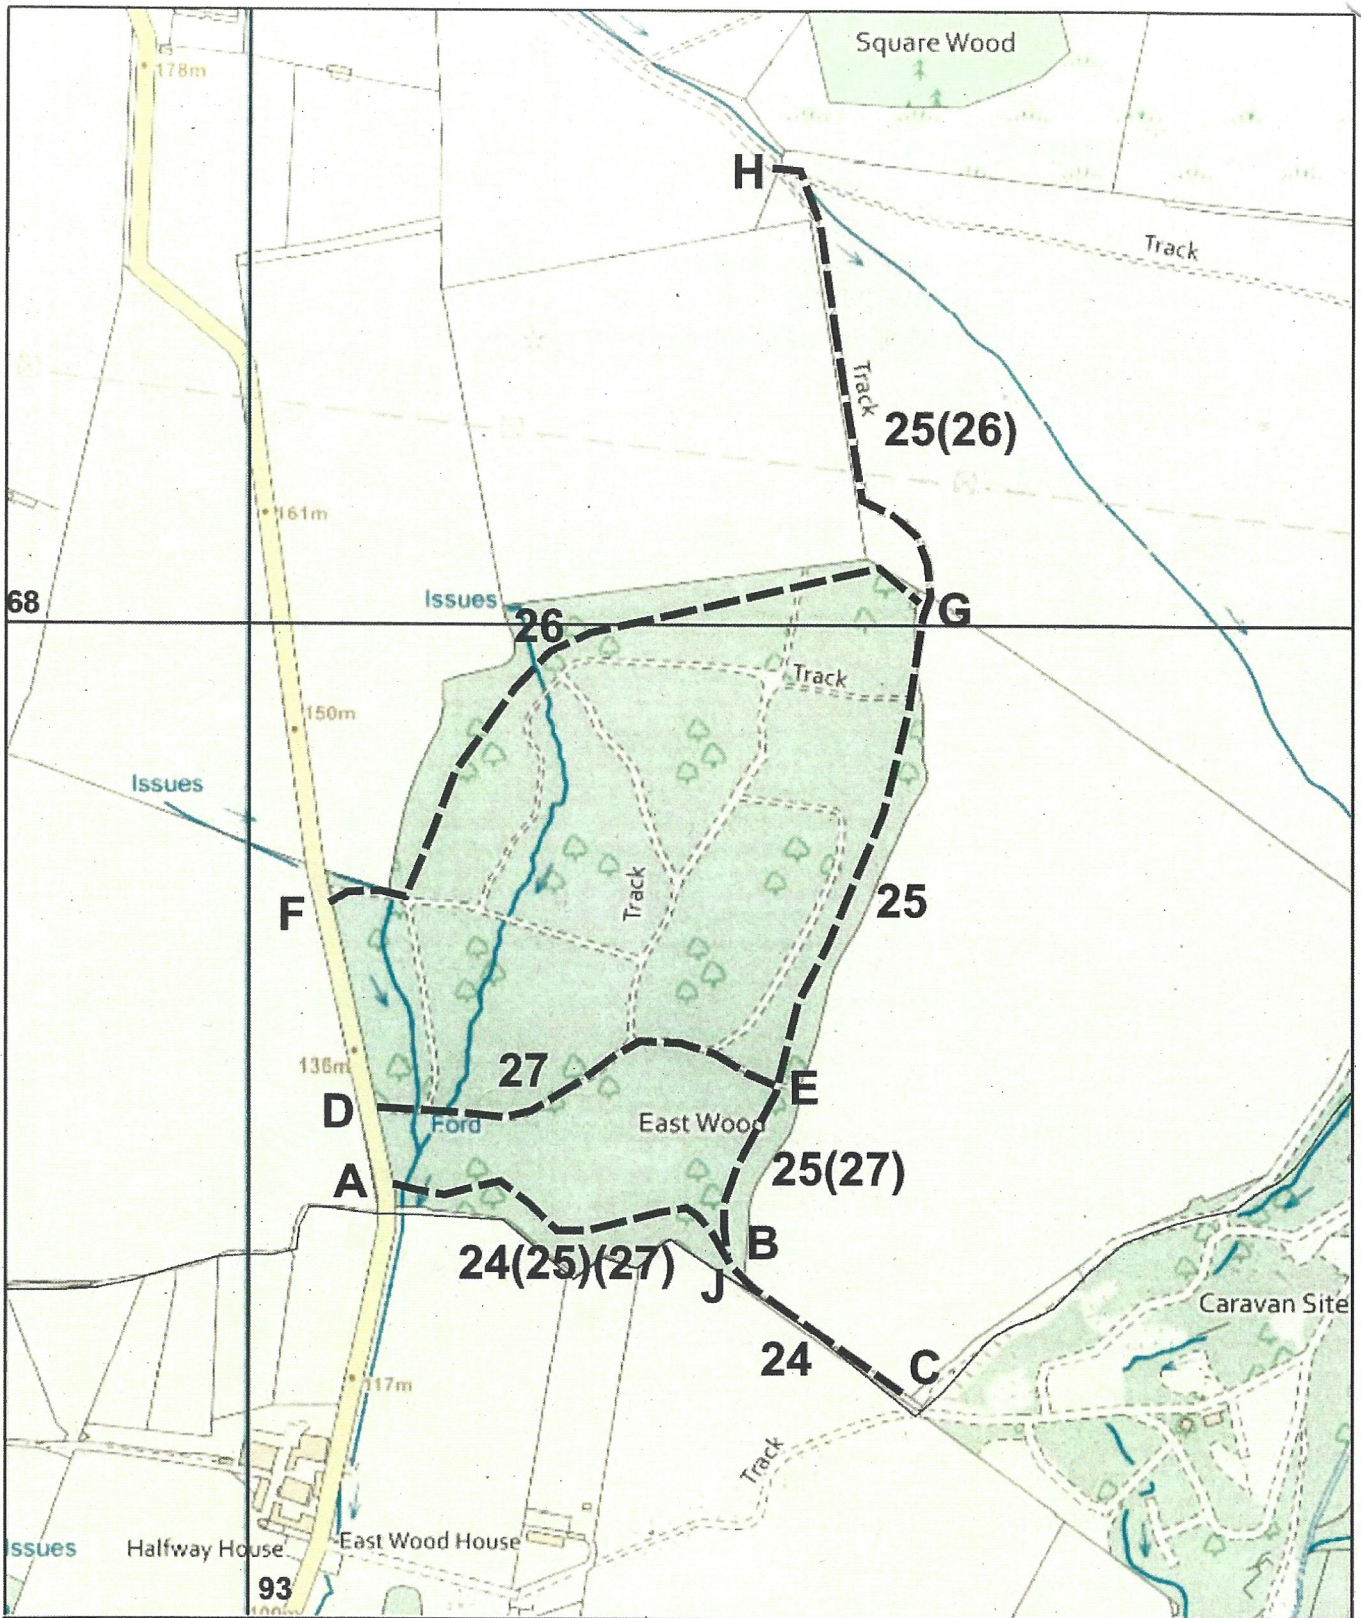 Square Wood
178m
H
Track
Track
25(26)
161m
68
Issues
26
G
Track
150m
Issues
Track
25
F
136m
27
D
Ford
East Wood
E
25(27)
A
24(25)(27)
B
J
Caravan Site
24
C
117m
Track
Issues
Halfway House
East Wood House
93